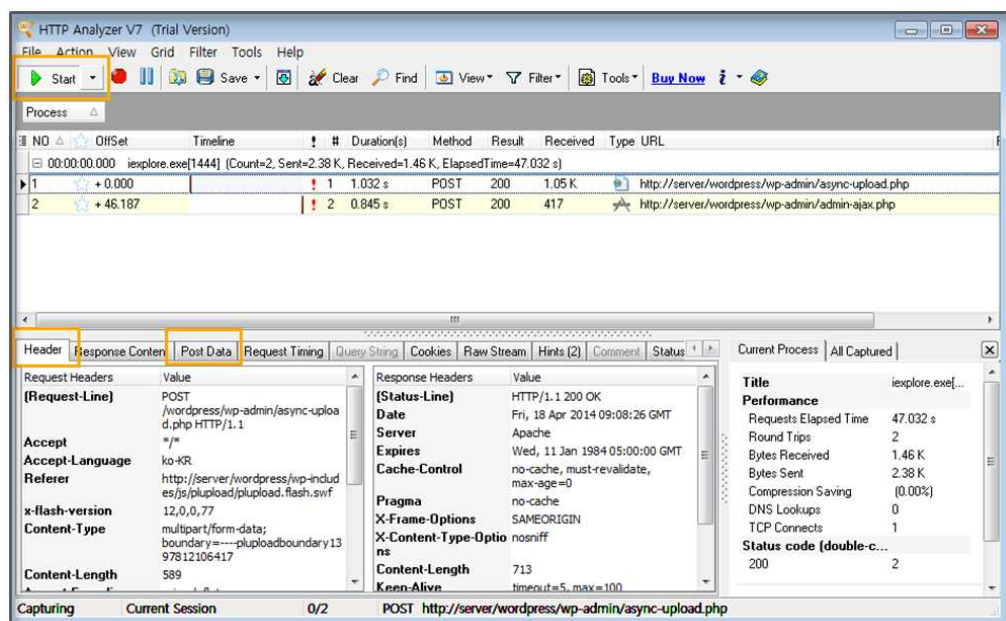 HTTP Analyzer V7 (Trial Version)
File Action View Grid Filter Tools Help
Start Save Clear Find View Filter Tools Buy Now i
Process
NO OffSet Timeline ! # Duration(s) Method Result Received Type URL
00:00:00.000 iexplore.exe[1444] (Count=2, Sent=2.38 K, Received=1.46 K, ElapsedTime=47.032 s)
1 + 0.000 ! 1 1.032 s POST 200 1.05 K http://server/wordpress/wp-admin/async-upload.php
2 + 46.187 ! 2 0.845 s POST 200 417 http://server/wordpress/wp-admin/admin-ajax.php
Header Response Conten Post Data Request Timing Query String Cookies Raw Stream Hints (2) Comment Status
Request Headers Value
(Request-Line) POST
/wordpress/wp-admin/async-uploa
d.php HTTP/1.1
Accept */*
Accept-Language ko-KR
Referer http://server/wordpress/wp-includ
es/js/plupload/plupload.flash.swf
x-flash-version 12,0,0,77
Content-Type multipart/form-data;
boundary=----pluploadboundary13
97812106417
Content-Length 589
Response Headers Value
(Status-Line) HTTP/1.1 200 OK
Date Fri, 18 Apr 2014 09:08:26 GMT
Server Apache
Expires Wed, 11 Jan 1984 05:00:00 GMT
Cache-Control no-cache, must-revalidate,
max-age=0
Pragma no-cache
X-Frame-Options SAMEORIGIN
X-Content-Type-Optio nosniff
ns
Content-Length 713
Keep-Alive timeout=5, max=100
Current Process All Captured
Title iexplore.exe[...
Performance
Requests Elapsed Time 47.032 s
Round Trips 2
Bytes Received 1.46 K
Bytes Sent 2.38 K
Compression Saving (0.00%)
DNS Lookups 0
TCP Connects 1
Status code (double-c...
200 2
Capturing Current Session 0/2 POST http://server/wordpress/wp-admin/async-upload.php